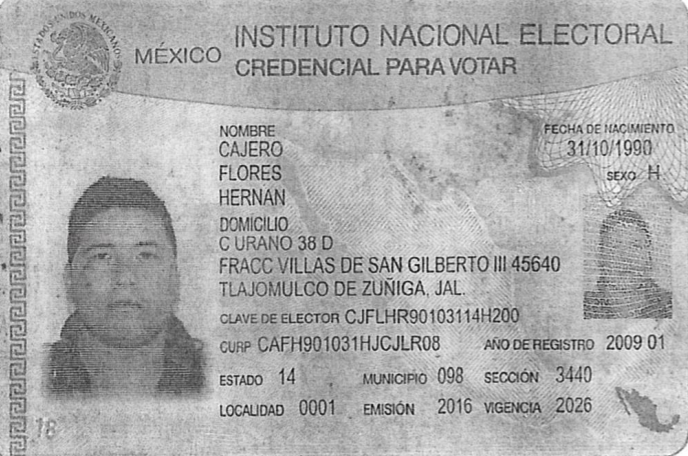 ESTADOS UNIDOS MEXICANOS
MÉXICO INSTITUTO NACIONAL ELECTORAL
CREDENCIAL PARA VOTAR
NOMBRE
CAJERO
FLORES
HERNAN
FECHA DE NACIMIENTO
31/10/1990
SEXO H
DOMICILIO
C URANO 38 D
FRACC VILLAS DE SAN GILBERTO III 45640
TLAJOMULCO DE ZUÑIGA, JAL.
CLAVE DE ELECTOR CJFLHR90103114H200
CURP CAFH901031HJCJLR08 AÑO DE REGISTRO 2009 01
ESTADO 14 MUNICIPIO 098 SECCIÓN 3440
LOCALIDAD 0001 EMISIÓN 2016 VIGENCIA 2026
18